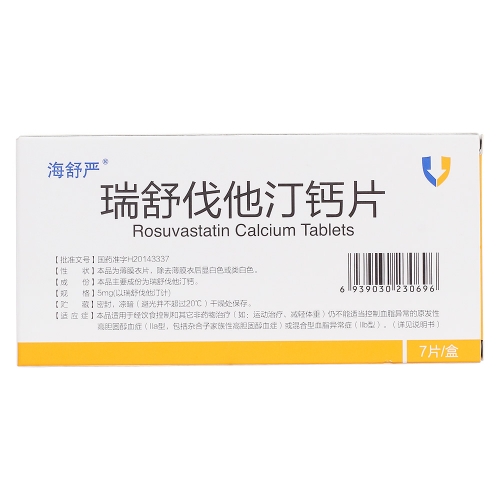 海舒严®
瑞舒伐他汀钙片
Rosuvastatin Calcium Tablets
【批准文号】国药准字H20143337
【性 状】本品为薄膜衣片，除去薄膜衣后显白色或类白色。
【成 份】本品主要成份为瑞舒伐他汀钙。
【规 格】5mg(以瑞舒伐他汀计)
【贮 藏】密封，凉暗（避光并不超过20℃）干燥处保存。
【适 应 症】本品适用于经饮食控制和其它非药物治疗（如：运动治疗、减轻体重）仍不能适当控制血脂异常的原发性
高胆固醇血症（IIa型，包括杂合子家族性高胆固醇血症）或混合型血脂异常症（IIb型）。（详见说明书）
6 939030 230696
7片/盒